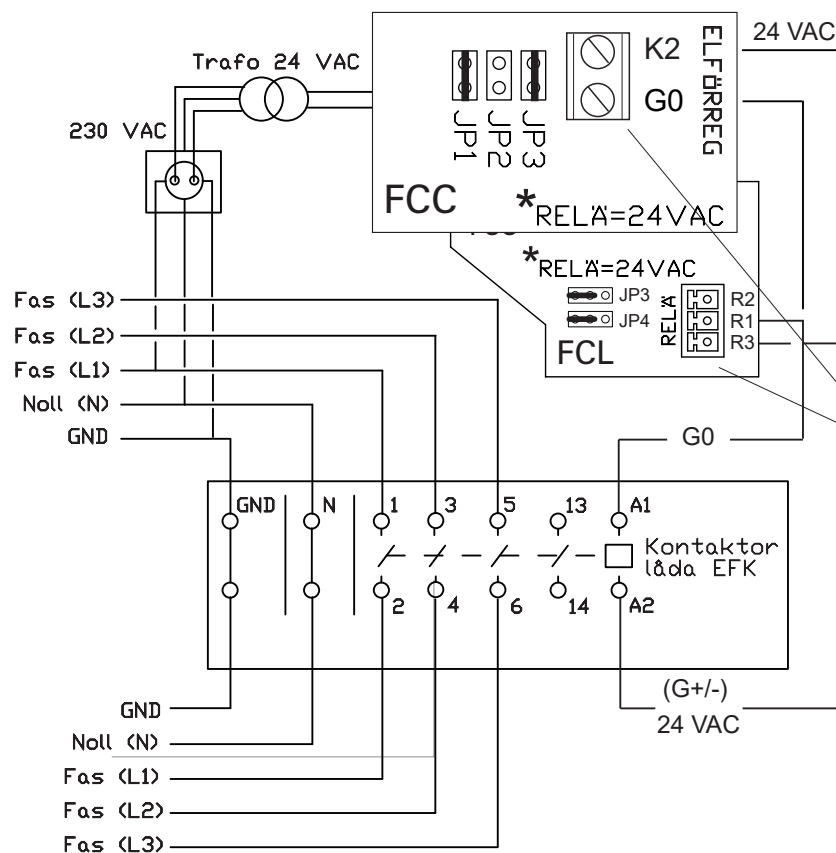 Trafo 24 VAC
230 VAC
K2
G0
ELFÖRREG
24 VAC
JP1
JP2
JP3
FCC
*RELÄ=24VAC
*RELÄ=24VAC
JP3
JP4
RELÄ
R2
R1
R3
FCL
Fas (L3)
Fas (L2)
Fas (L1)
Noll (N)
GND
G0
GND
N
1
3
5
13
A1
Kontaktor
låda EFK
2
4
6
14
A2
(G+/-)
24 VAC
GND
Noll (N)
Fas (L1)
Fas (L2)
Fas (L3)